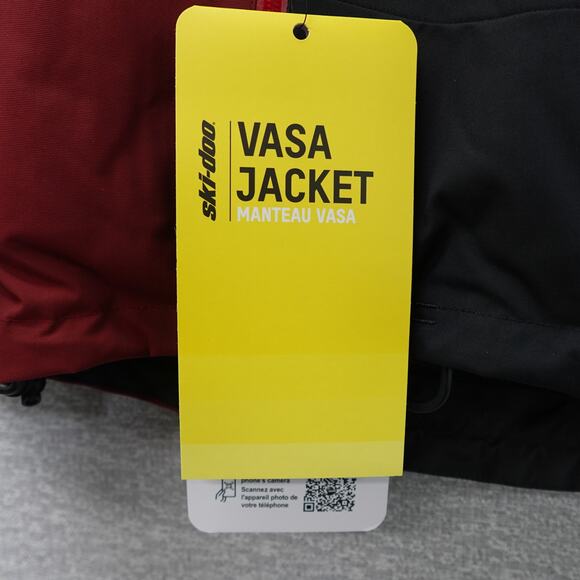 ski-doo
VASA
JACKET
MANTEAU VASA
phone's camera
Scannez avec
l'appareil photo de
votre téléphone